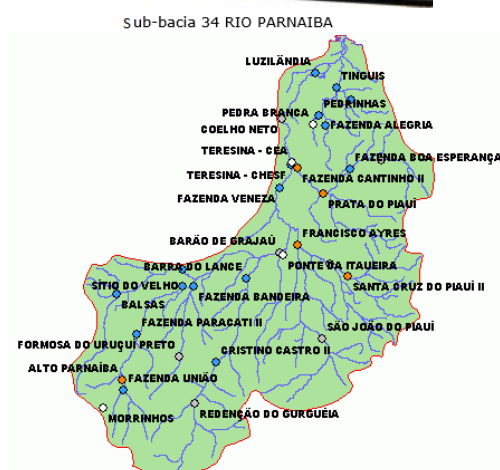 Sub-bacia 34 RIO PARNAIBA
LUZILÂNDIA
TINGUIS
PEDRINHAS
PEDRA BRANCA
FAZENDA ALEGRIA
COELHO NETO
TERESINA - CEA
FAZENDA BOA ESPERANÇA
TERESINA - CHESF
FAZENDA CANTINHO II
FAZENDA VENEZA
PRATA DO PIAUÍ
FRANCISCO AYRES
BARÃO DE GRAJAÚ
BARRA DO LANCE
PONTE DA ITAUEIRA
SÍTIO DO VELHO
SANTA CRUZ DO PIAUÍ II
FAZENDA BANDEIRA
BALSAS
FAZENDA PARACATI II
SÃO JOÃO DO PIAUÍ
FORMOSA DO URUÇUÍ PRETO
CRISTINO CASTRO II
ALTO PARNAÍBA
FAZENDA UNIÃO
MORRINHOS
REDENÇÃO DO GURGUÉIA